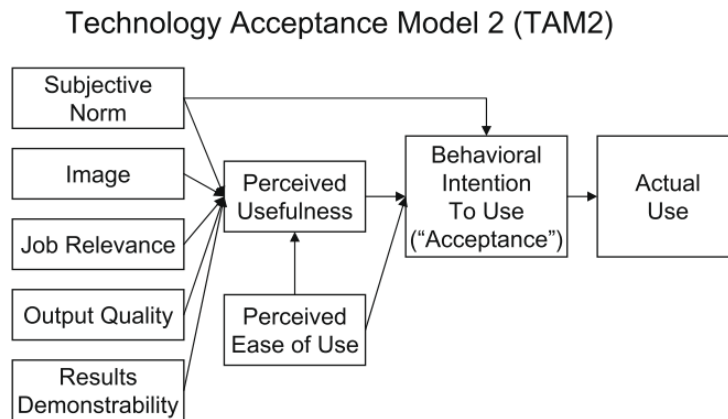 Technology Acceptance Model 2 (TAM2)
Subjective
Norm
Image
Job Relevance
Output Quality
Results
Demonstrability
Perceived
Usefulness
Perceived
Ease of Use
Behavioral
Intention
To Use
(“Acceptance”)
Actual
Use